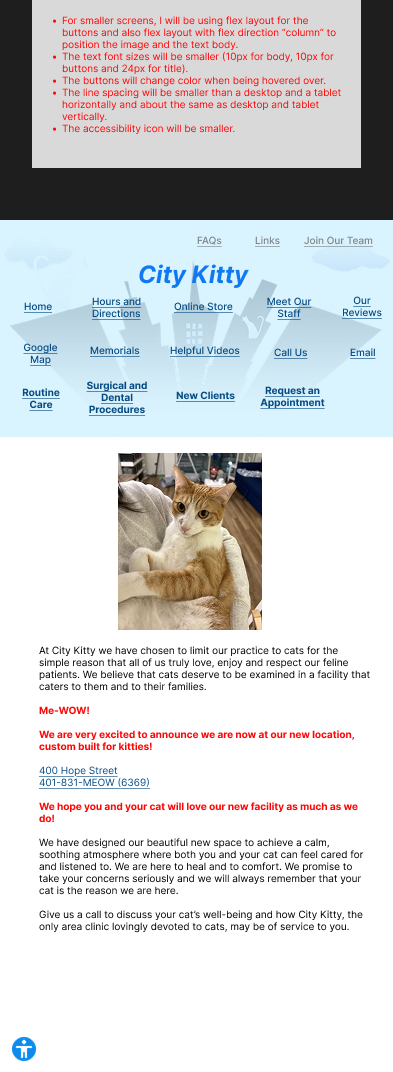 • For smaller screens, I will be using flex layout for the
buttons and also flex layout with flex direction “column” to
position the image and the text body.
• The text font sizes will be smaller (10px for body, 10px for
buttons and 24px for title).
• The buttons will change color when being hovered over.
• The line spacing will be smaller than a desktop and a tablet
horizontally and about the same as desktop and tablet
vertically.
• The accessibility icon will be smaller.
FAQs Links Join Our Team
City Kitty
Home Hours and Directions Online Store Meet Our Staff Our Reviews
Google Map Memorials Helpful Videos Call Us Email
Routine Care Surgical and Dental Procedures New Clients Request an Appointment
At City Kitty we have chosen to limit our practice to cats for the
simple reason that all of us truly love, enjoy and respect our feline
patients. We believe that cats deserve to be examined in a facility that
caters to them and to their families.
Me-WOW!
We are very excited to announce we are now at our new location,
custom built for kitties!
400 Hope Street
401-831-MEOW (6369)
We hope you and your cat will love our new facility as much as we
do!
We have designed our beautiful new space to achieve a calm,
soothing atmosphere where both you and your cat can feel cared for
and listened to. We are here to heal and to comfort. We promise to
take your concerns seriously and we will always remember that your
cat is the reason we are here.
Give us a call to discuss your cat’s well-being and how City Kitty, the
only area clinic lovingly devoted to cats, may be of service to you.